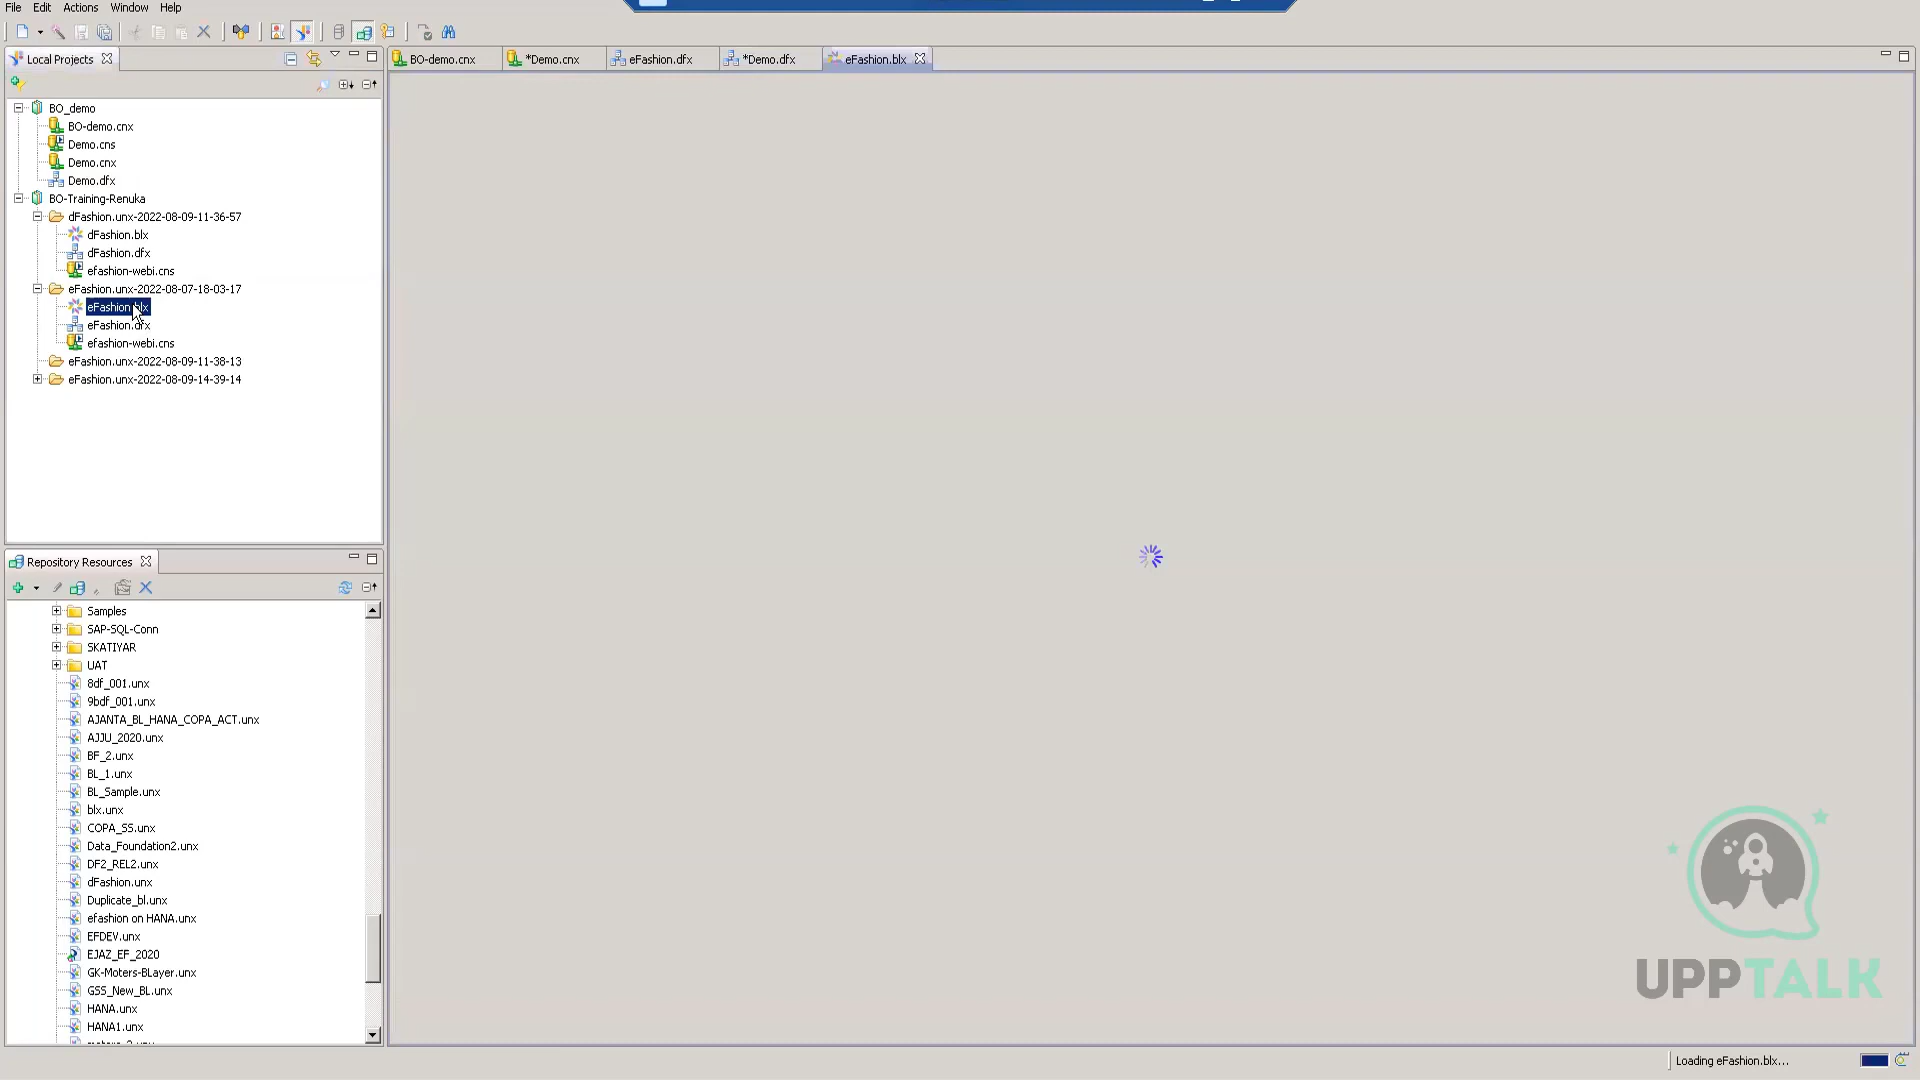 File Edit Actions Window Help
Local Projects
BO-demo.cnx *Demo.cnx eFashion.dfx *Demo.dfx eFashion.blx
BO_demo
BO-demo.cnx
Demo.cns
Demo.cnx
Demo.dfx
BO-Training-Renuka
dFashion.unx-2022-08-09-11-36-57
dFashion.blx
dFashion.dfx
efashion-webi.cns
eFashion.unx-2022-08-07-18-03-17
eFashion.blx
eFashion.dfx
efashion-webi.cns
eFashion.unx-2022-08-09-11-38-13
eFashion.unx-2022-08-09-14-39-14
Repository Resources
Samples
SAP-SQL-Conn
SKATIYAR
UAT
8df_001.unx
9bdf_001.unx
AJANTA_BL_HANA_COPA_ACT.unx
AJJU_2020.unx
BF_2.unx
BL_1.unx
BL_Sample.unx
blx.unx
COPA_SS.unx
Data_Foundation2.unx
DF2_REL2.unx
dFashion.unx
Duplicate_bl.unx
efashion on HANA.unx
EFDEV.unx
EJAZ_EF_2020
GK-Moters-BLayer.unx
GSS_New_BL.unx
HANA.unx
HANA1.unx
UPPTALK
Loading eFashion.blx...